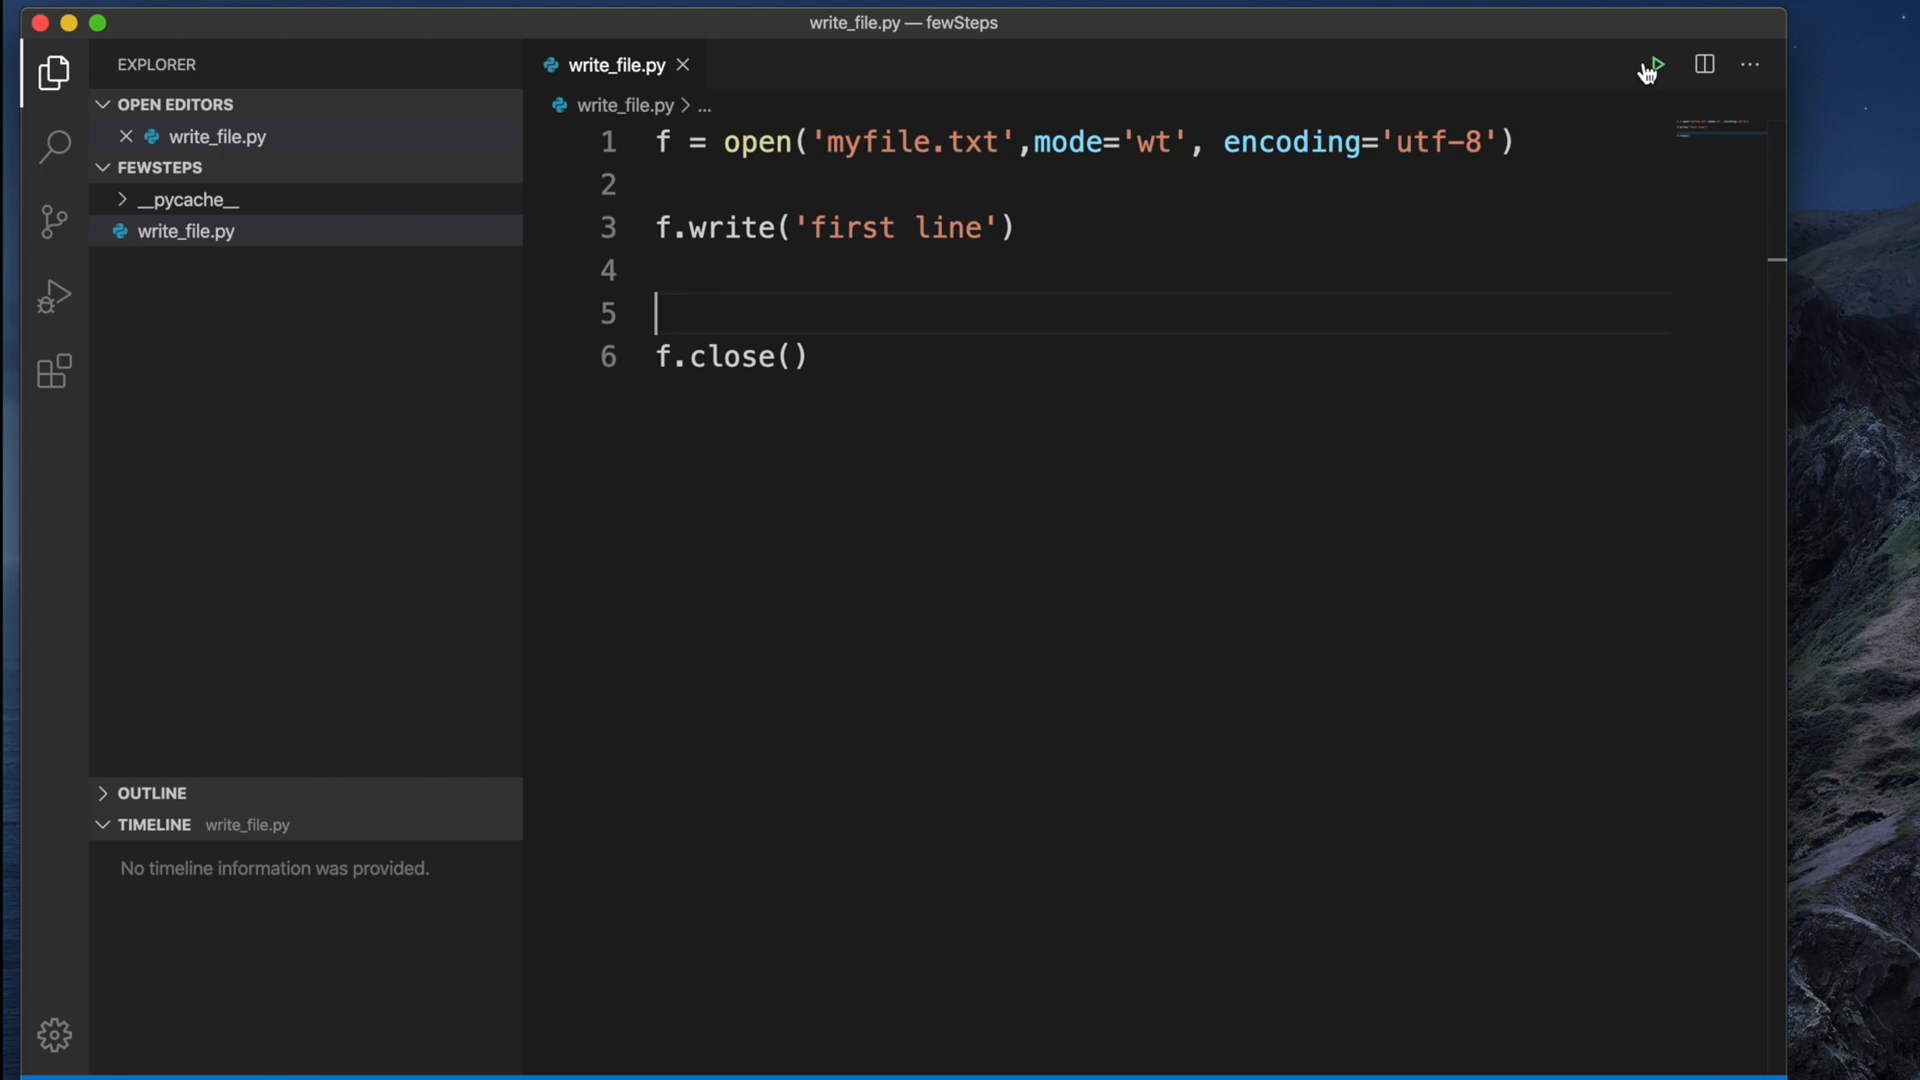 write_file.py — fewSteps
EXPLORER
OPEN EDITORS
write_file.py
FEWSTEPS
__pycache__
write_file.py
OUTLINE
TIMELINE write_file.py
No timeline information was provided.
write_file.py
write_file.py > ...
1 f = open('myfile.txt',mode='wt', encoding='utf-8')
2
3 f.write('first line')
4
5
6 f.close()